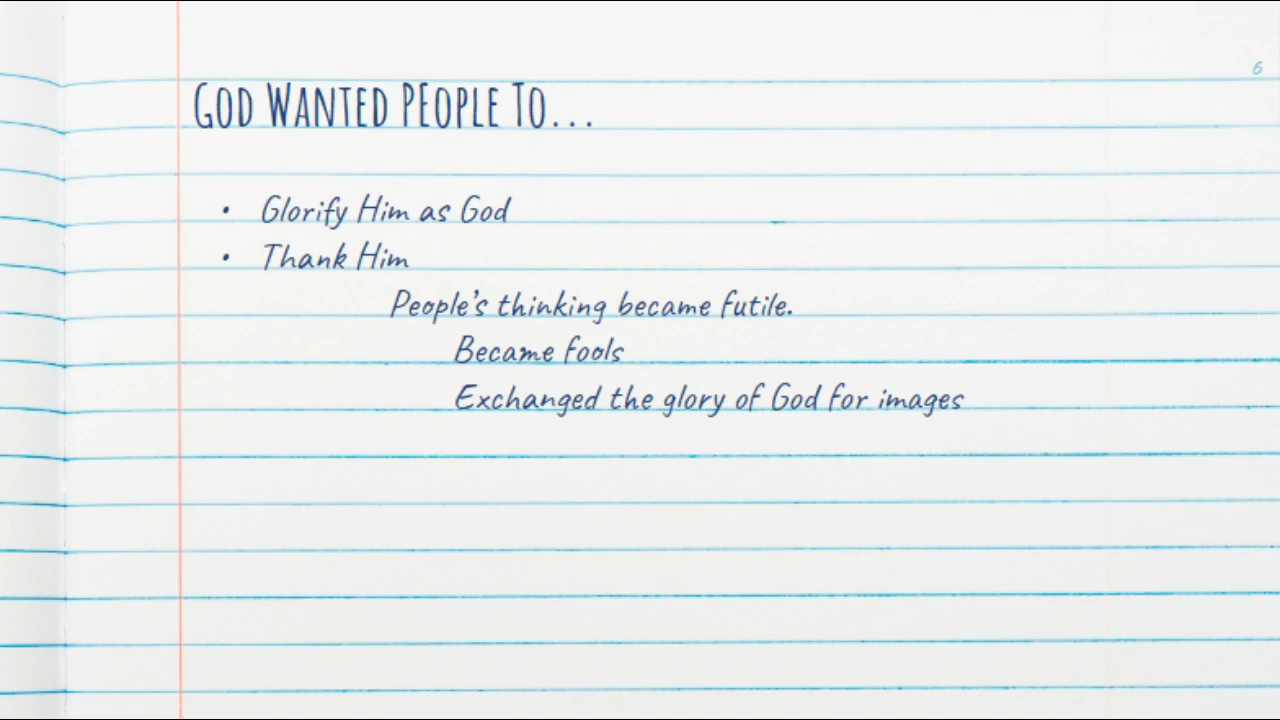 6
GOD WANTED PEOPLE TO...
• Glorify Him as God
• Thank Him
People's thinking became futile.
Became fools
Exchanged the glory of God for images